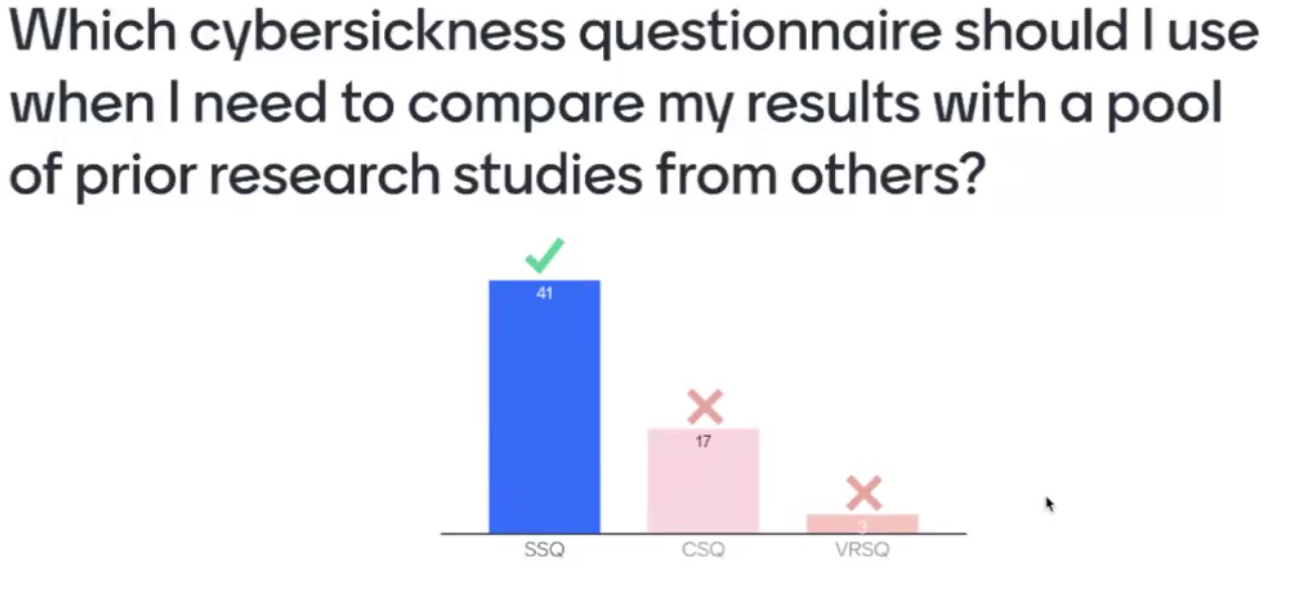 Which cybersickness questionnaire should I use
when I need to compare my results with a pool
of prior research studies from others?
41
17
3
SSQ CSQ VRSQ